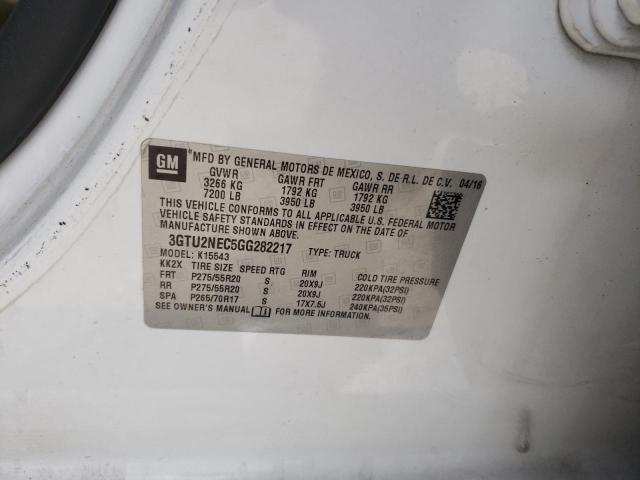 GM
*MFD BY GENERAL MOTORS DE MEXICO, S. DE R.L. DE C.V. 04/16
GVWR GAWR FRT GAWR RR
3266 KG 1792 KG 1792 KG
7200 LB 3950 LB 3950 LB
THIS VEHICLE CONFORMS TO ALL APPLICABLE U.S. FEDERAL MOTOR
VEHICLE SAFETY STANDARDS IN EFFECT ON THE DATE OF
MANUFACTURE SHOWN ABOVE.
3GTU2NEC5GG282217 TYPE: TRUCK
MODEL: K15543
KK2X TIRE SIZE SPEED RTG RIM COLD TIRE PRESSURE
FRT P275/55R20 S 20X9J 220KPA(32PSI)
RR P275/55R20 S 20X9J 220KPA(32PSI)
SPA P265/70R17 S 17X7.5J 240KPA(35PSI)
SEE OWNER'S MANUAL FOR MORE INFORMATION.